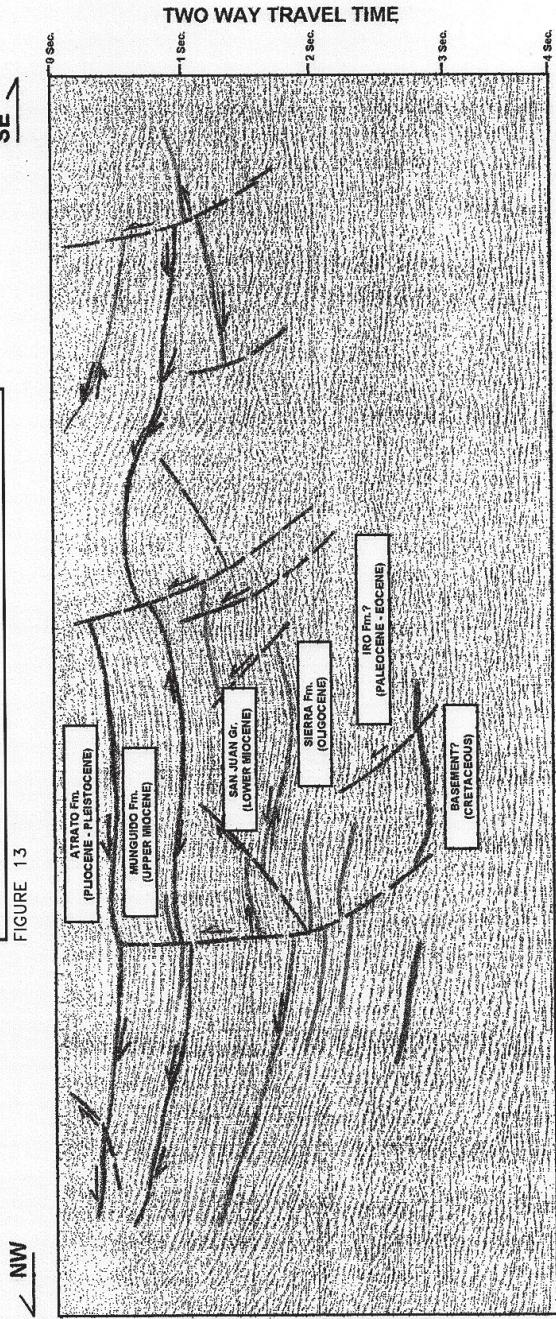 FIGURE 13
NW
SE
TWO WAY TRAVEL TIME
0 Sec.
1 Sec.
2 Sec.
3 Sec.
4 Sec.
ATRATO Fm.
(PLIOCENE - PLEISTOCENE)
MUNGUIDO Fm.
(UPPER MIOCENE)
SAN JUAN Gr.
(LOWER MIOCENE)
SIERRA Fm.
(OLIGOCENE)
IRO Fm.?
(PALEOCENE - EOCENE)
BASEMENT?
(CRETACEOUS)